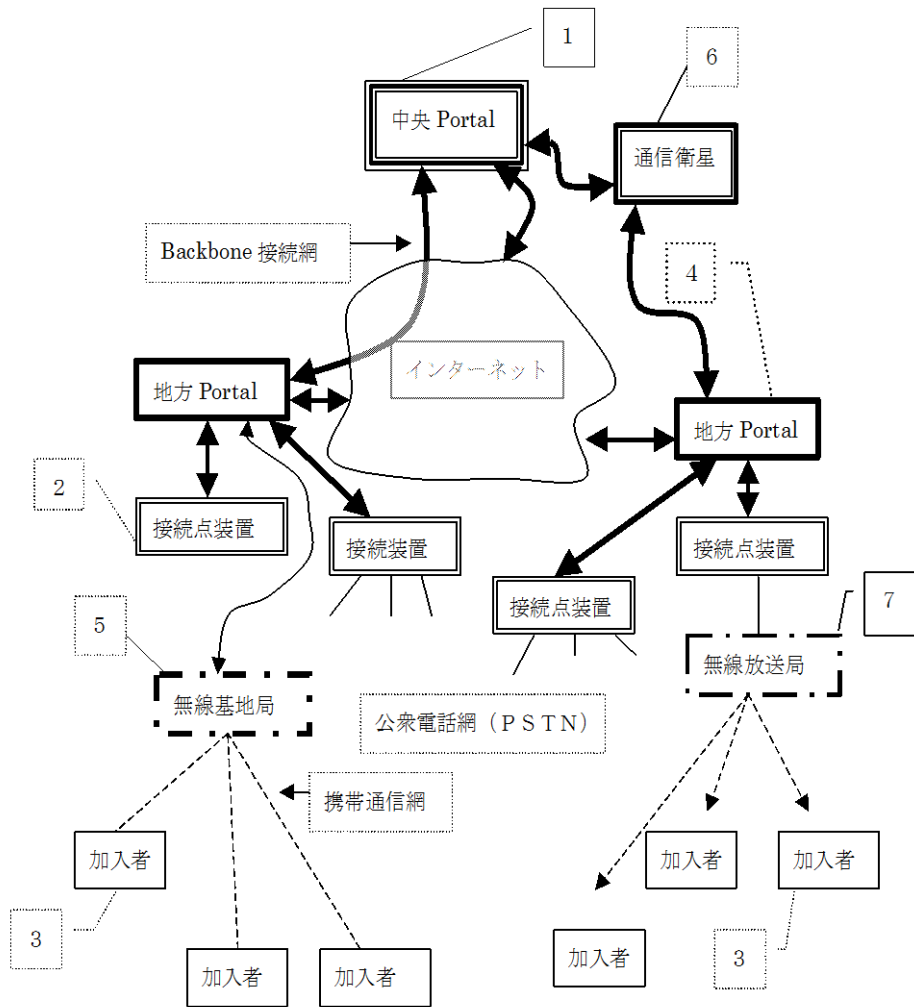 1
6
中央 Portal
通信衛星
Backbone 接続網
4
インターネット
地方 Portal
地方 Portal
2
接続点装置
接続装置
接続点装置
接続点装置
7
5
無線放送局
無線基地局
公衆電話網（ＰＳＴＮ）
携帯通信網
加入者
加入者
加入者
3
3
加入者
加入者
加入者